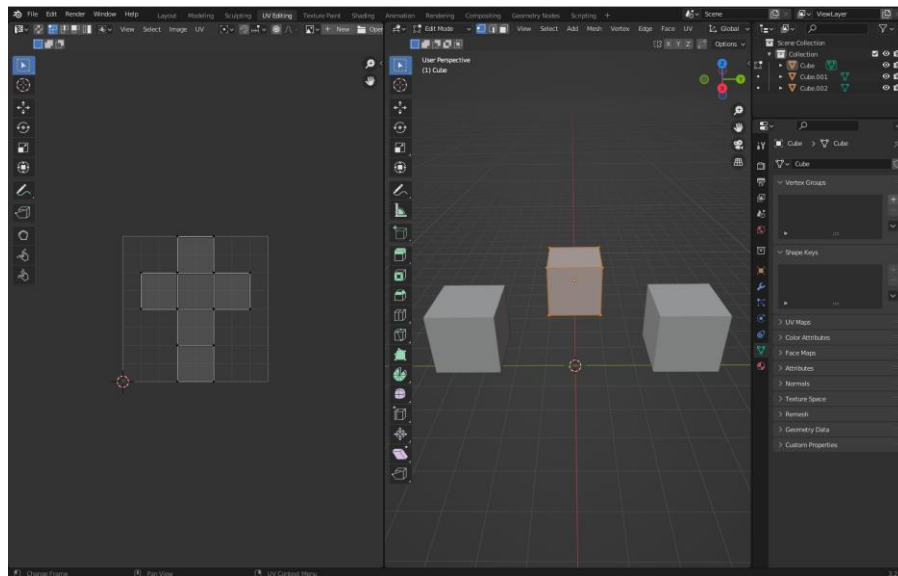 File Edit Render Window Help Layout Modeling Sculpting UV Editing Texture Paint Shading Animation Rendering Compositing Geometry Nodes Scripting + Scene ViewLayer
View Select Image UV + New Open
Edit Mode View Select Add Mesh Vertex Edge Face UV Global
X Y Z Options
User Perspective
(1) Cube
Scene Collection
Collection
Cube
Cube.001
Cube.002
Cube > Cube
Cube
Vertex Groups
Shape Keys
UV Maps
Color Attributes
Face Maps
Attributes
Normals
Texture Space
Remesh
Geometry Data
Custom Properties
Change Frame Pan View UV Context Menu